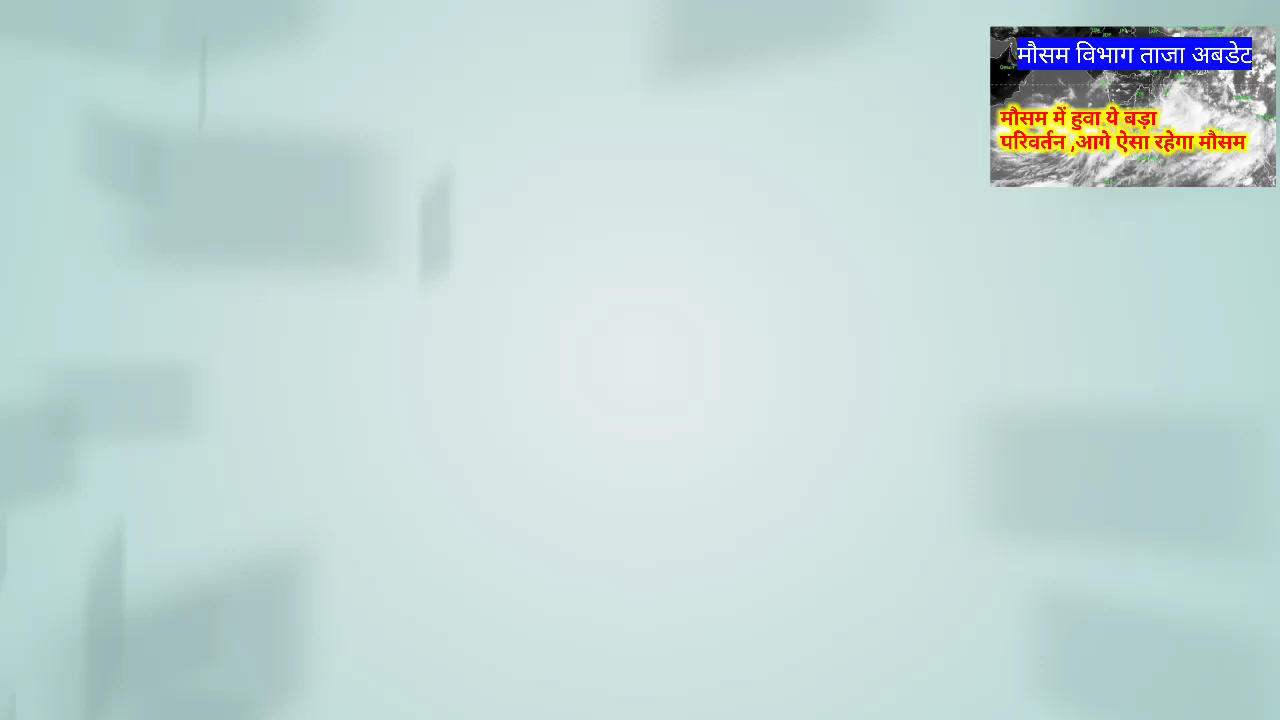 मौसम विभाग ताजा अबडेट
मौसम में हुवा ये बड़ा
परिवर्तन ,आगे ऐसा रहेगा मौसम